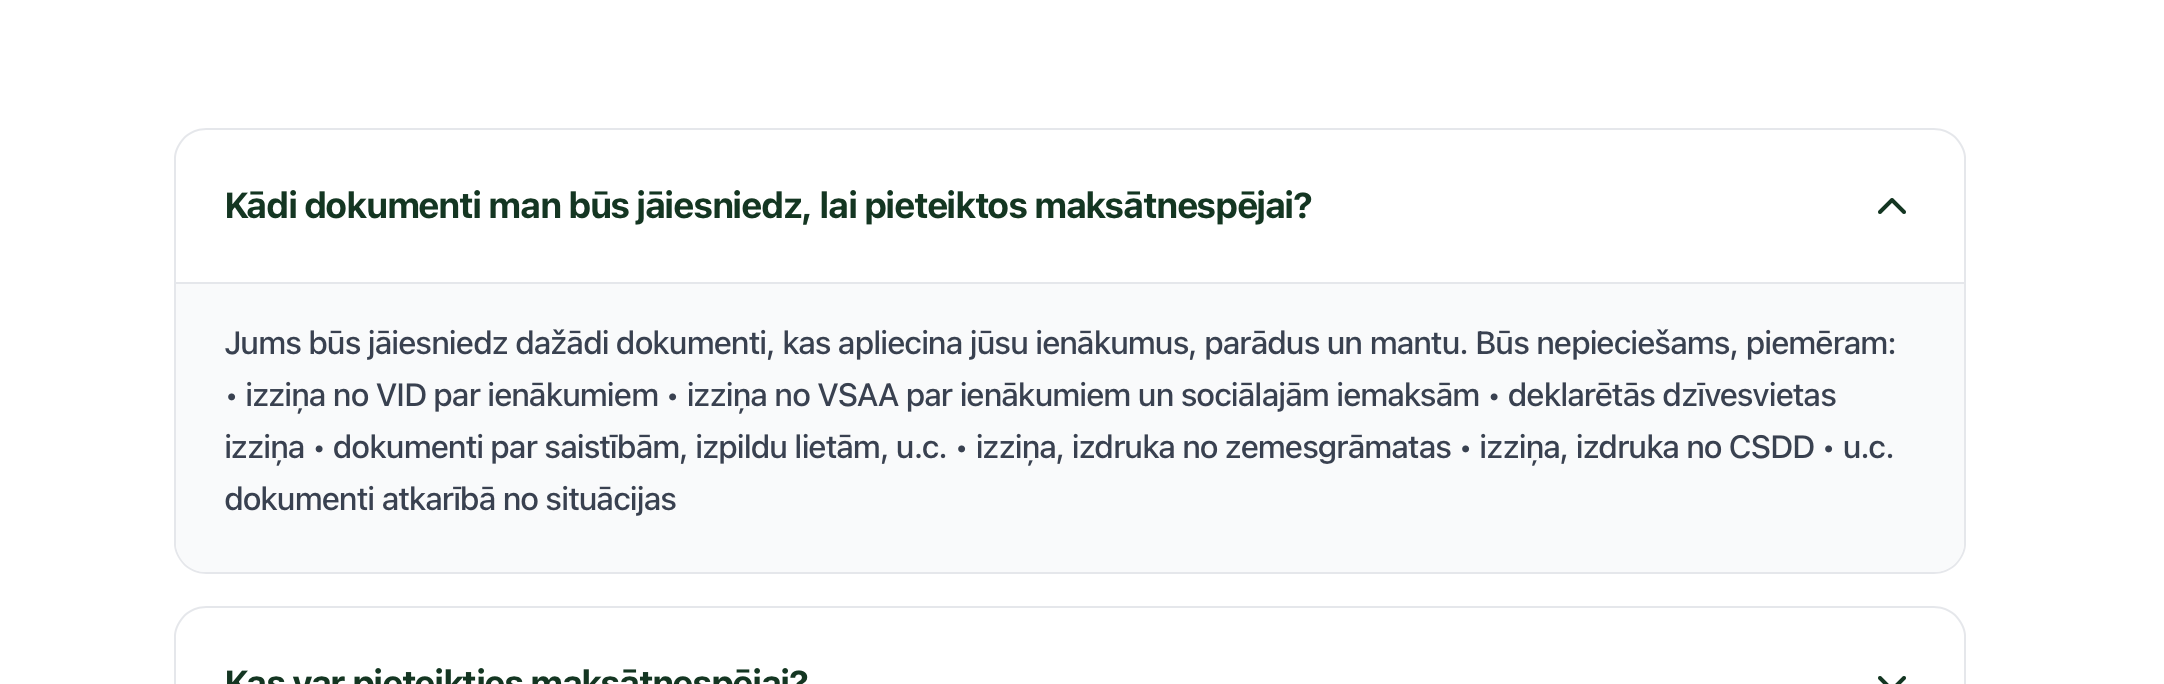 Kādi dokumenti man būs jāiesniedz, lai pieteiktos maksātnespējai?
Jums būs jāiesniedz dažādi dokumenti, kas apliecina jūsu ienākumus, parādus un mantu. Būs nepieciešams, piemēram:
• izziņa no VID par ienākumiem • izziņa no VSAA par ienākumiem un sociālajām iemaksām • deklarētās dzīvesvietas
izziņa • dokumenti par saistībām, izpildu lietām, u.c. • izziņa, izdruka no zemesgrāmatas • izziņa, izdruka no CSDD • u.c.
dokumenti atkarībā no situācijas
Kas var pieteikties maksātnespējai?